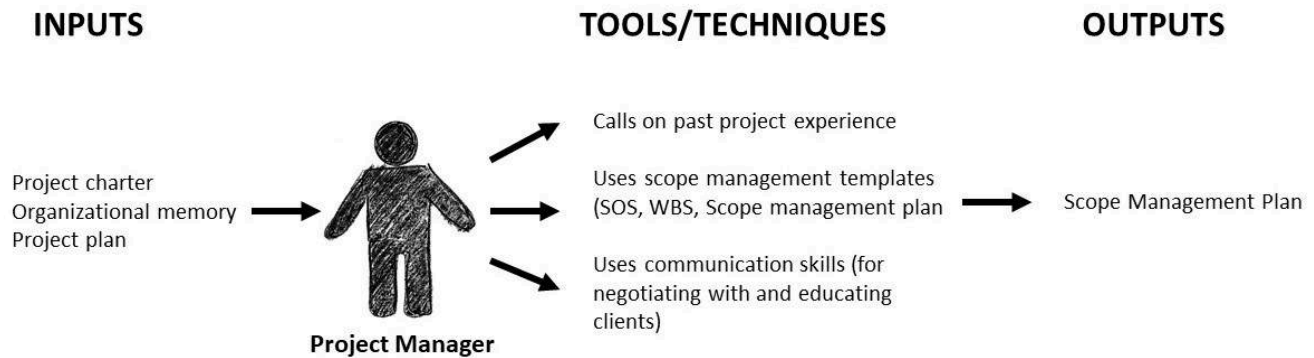 INPUTS
TOOLS/TECHNIQUES
OUTPUTS
Project charter
Organizational memory
Project plan
Project Manager
Calls on past project experience
Uses scope management templates
(SOS, WBS, Scope management plan
Uses communication skills (for
negotiating with and educating
clients)
Scope Management Plan